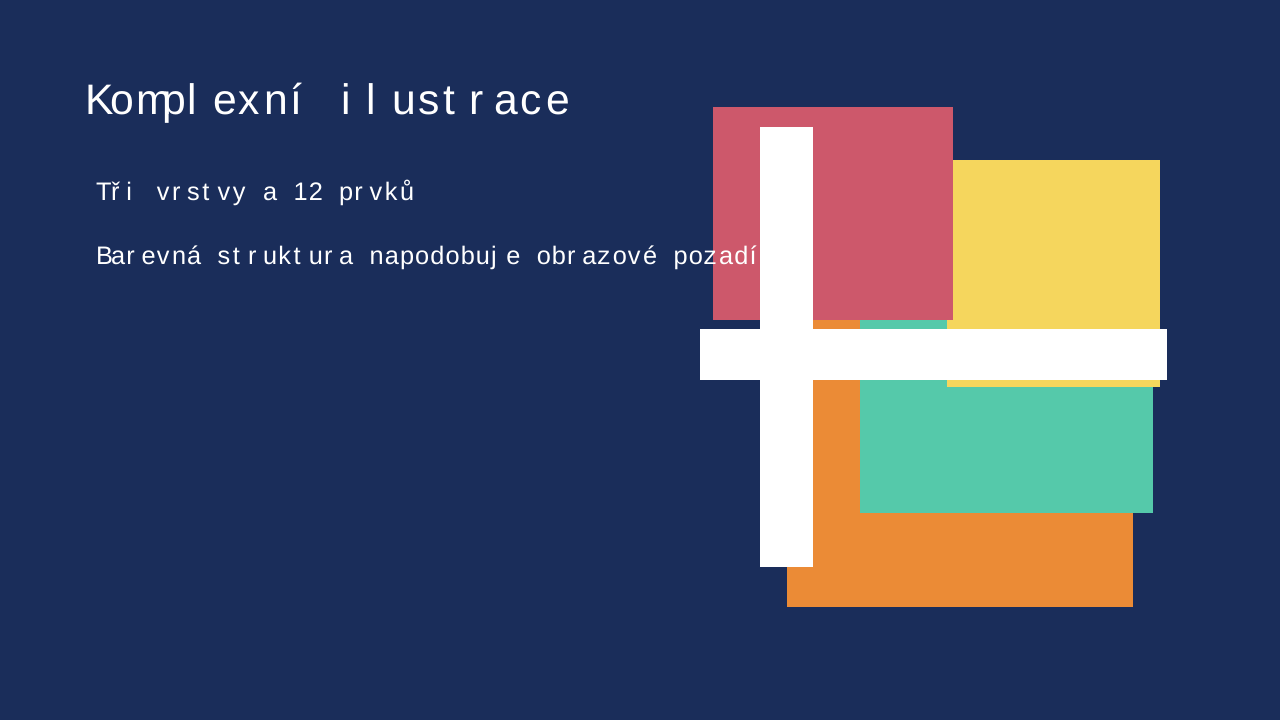 Komplexní ilustrace
Tři vrstvy a 12 prvků
Barevná struktura napodobuje obrazové pozadí